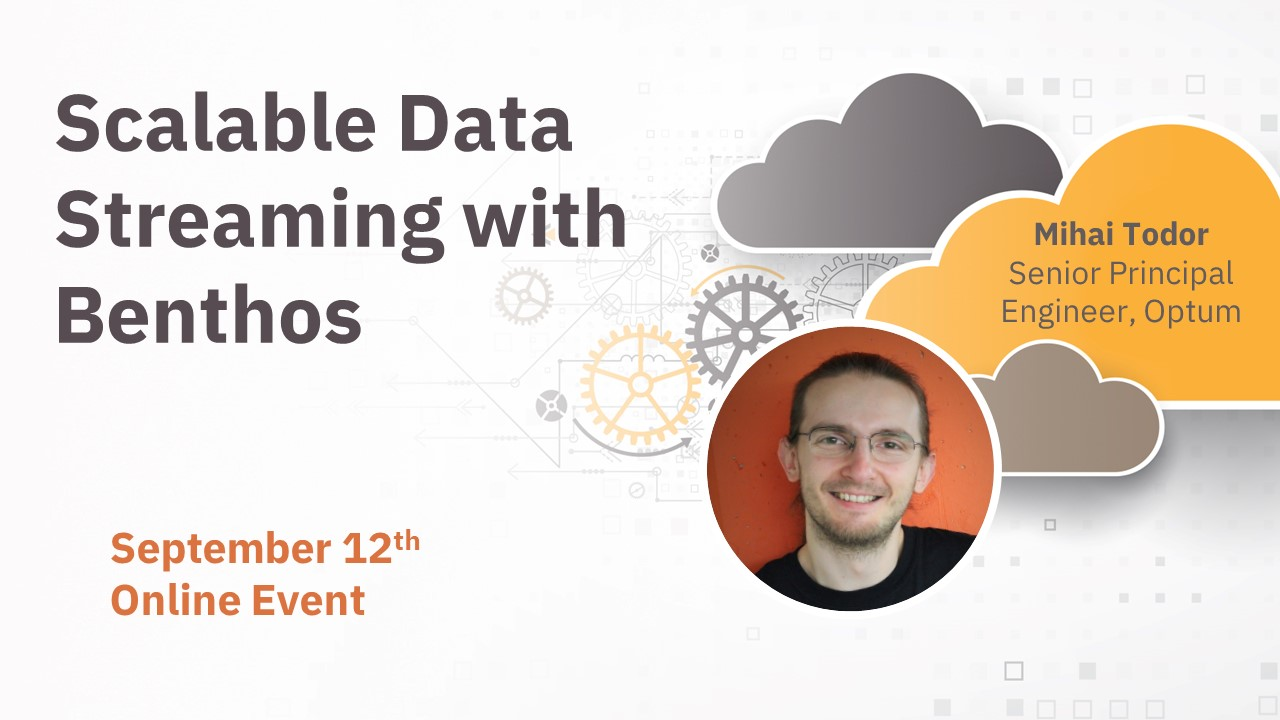 Scalable Data
Streaming with
Benthos
Mihai Todor
Senior Principal
Engineer, Optum
September 12th
Online Event